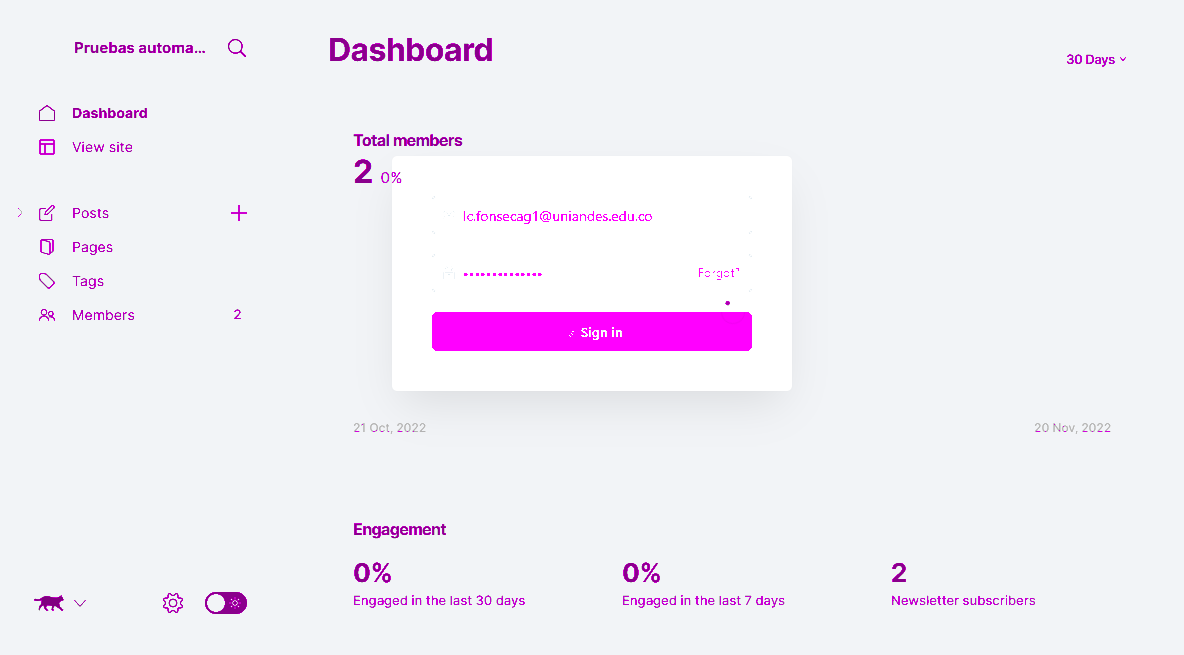 Pruebas automa...
Dashboard
View site
Posts
Pages
Tags
Members 2
Dashboard
30 Days
Total members
2 0%
lc.fonsecag1@uniandes.edu.co
••••••••••••••
Forgot?
Sign in
21 Oct, 2022
20 Nov, 2022
Engagement
0%
Engaged in the last 30 days
0%
Engaged in the last 7 days
2
Newsletter subscribers